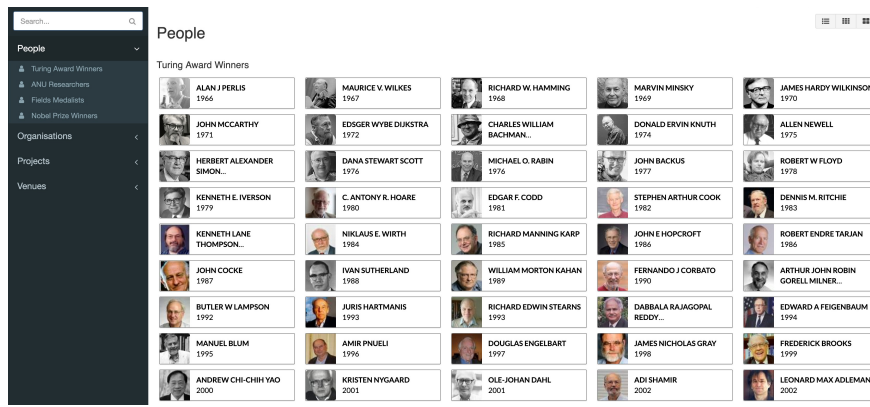 Search...
People
Turing Award Winners
ANU Researchers
Fields Medalists
Nobel Prize Winners
Organisations
Projects
Venues
People
Turing Award Winners
ALAN J PERLIS
1966
MAURICE V. WILKES
1967
RICHARD W. HAMMING
1968
MARVIN MINSKY
1969
JAMES HARDY WILKINSON
1970
JOHN MCCARTHY
1971
EDSGER WYBE DIJKSTRA
1972
CHARLES WILLIAM
BACHMAN...
DONALD ERVIN KNUTH
1974
ALLEN NEWELL
1975
HERBERT ALEXANDER
SIMON...
DANA STEWART SCOTT
1976
MICHAEL O. RABIN
1976
JOHN BACKUS
1977
ROBERT W FLOYD
1978
KENNETH E. IVERSON
1979
C. ANTONY R. HOARE
1980
EDGAR F. CODD
1981
STEPHEN ARTHUR COOK
1982
DENNIS M. RITCHIE
1983
KENNETH LANE
THOMPSON...
NIKLAUS E. WIRTH
1984
RICHARD MANNING KARP
1985
JOHN E HOPCROFT
1986
ROBERT ENDRE TARJAN
1986
JOHN COCKE
1987
IVAN SUTHERLAND
1988
WILLIAM MORTON KAHAN
1989
FERNANDO J CORBATO
1990
ARTHUR JOHN ROBIN
GORELL MILNER...
BUTLER W LAMPSON
1992
JURIS HARTMANIS
1993
RICHARD EDWIN STEARNS
1993
DABBALA RAJAGOPAL
REDDY...
EDWARD A FEIGENBAUM
1994
MANUEL BLUM
1995
AMIR PNUELI
1996
DOUGLAS ENGELBART
1997
JAMES NICHOLAS GRAY
1998
FREDERICK BROOKS
1999
ANDREW CHI-CHIH YAO
2000
KRISTEN NYGAARD
2001
OLE-JOHAN DAHL
2001
ADI SHAMIR
2002
LEONARD MAX ADLEMAN
2002